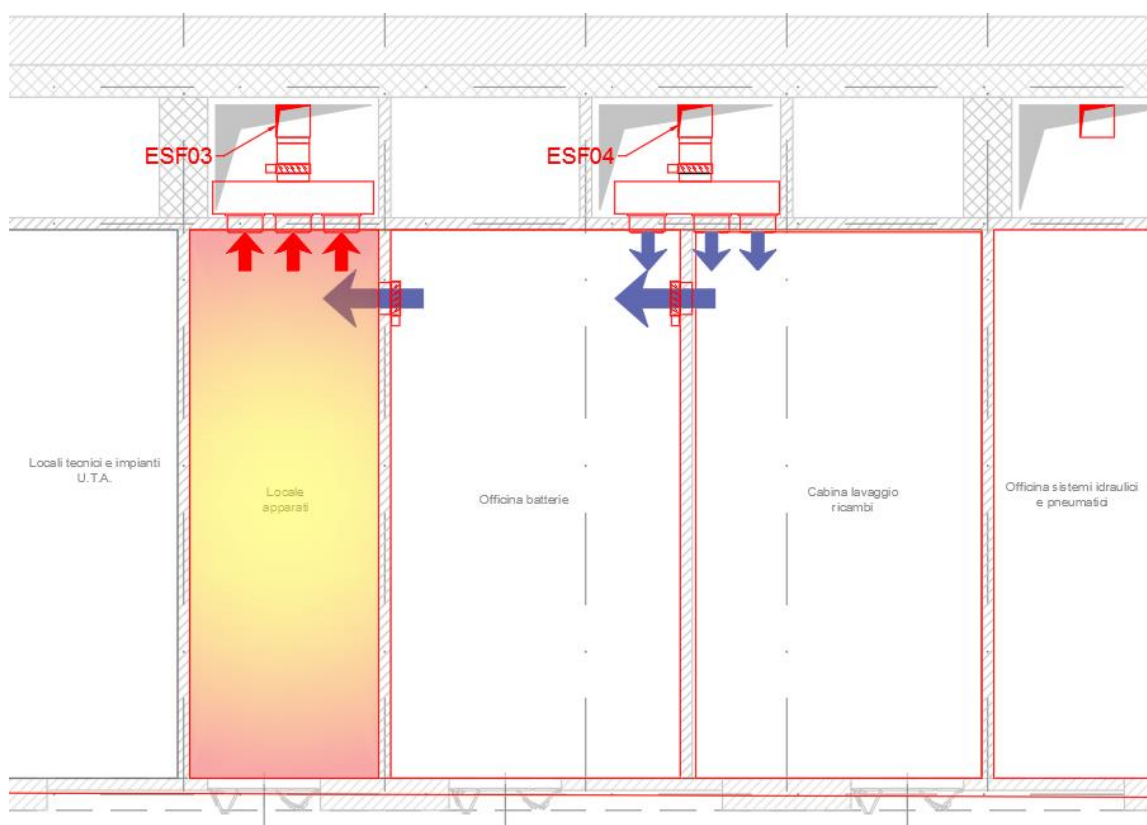 ESF03
ESF04
Locali tecnici e impianti
U.T.A.
Locale
apparati
Officina batterie
Cabina lavaggio
ricambi
Officina sistemi idraulici
e pneumatici